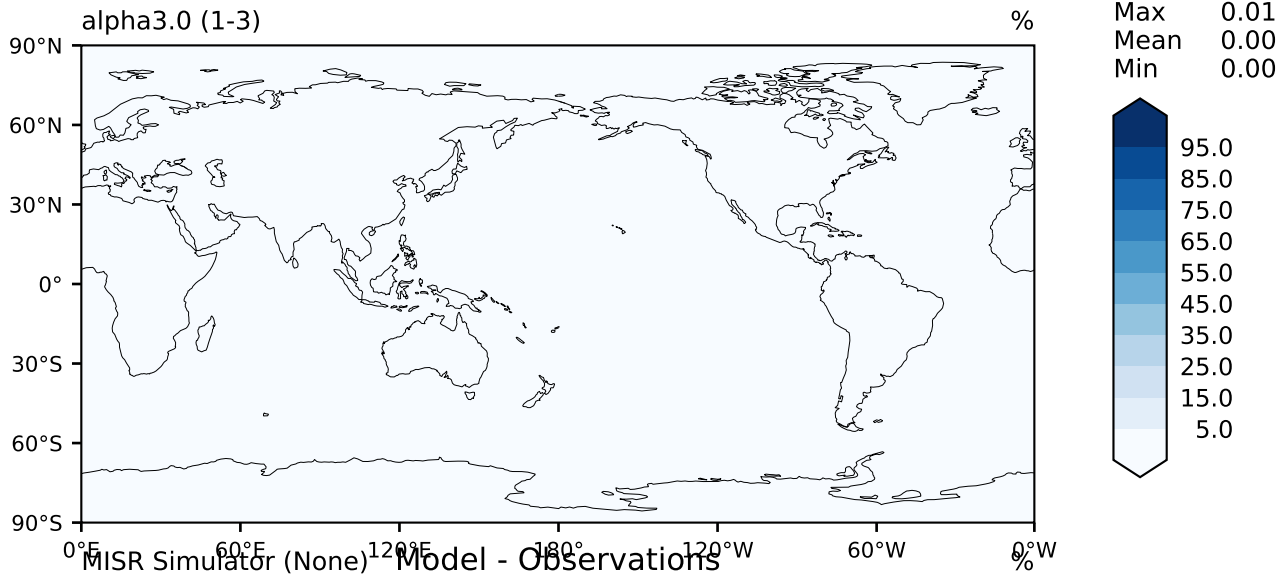 alpha3.0 (1-3) %
Max 0.01
Mean 0.00
Min 0.00
90°N
60°N
30°N
0°
30°S
60°S
90°S
95.0
85.0
75.0
65.0
55.0
45.0
35.0
25.0
15.0
5.0
0°E 60°E 120°E 180° 120°W 60°W 0°W
MISR Simulator (None) Model - Observations %